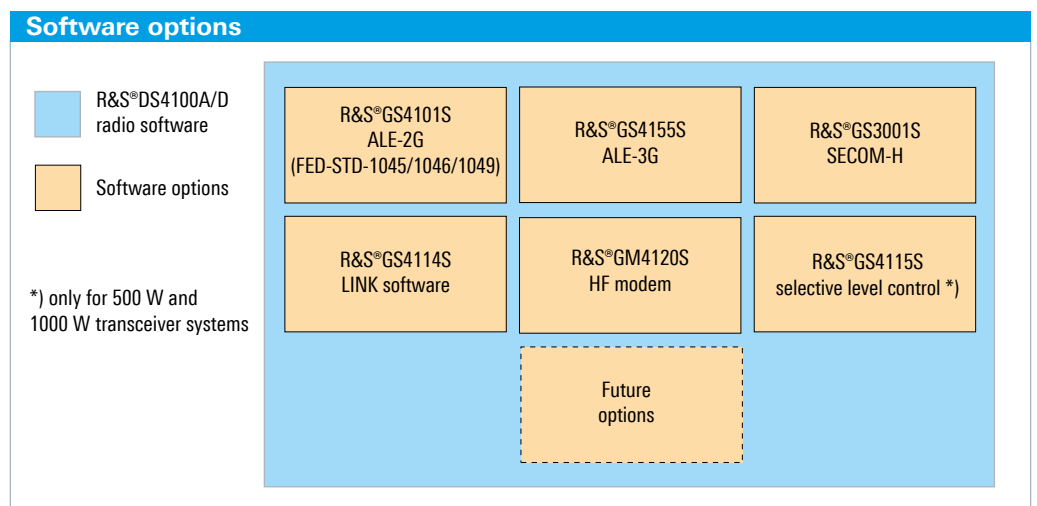 Software options
R&S®DS4100A/D
radio software
Software options
*) only for 500 W and
1000 W transceiver systems
R&S®GS4101S
ALE-2G
(FED-STD-1045/1046/1049)
R&S®GS4155S
ALE-3G
R&S®GS3001S
SECOM-H
R&S®GS4114S
LINK software
R&S®GM4120S
HF modem
R&S®GS4115S
selective level control *)
Future
options